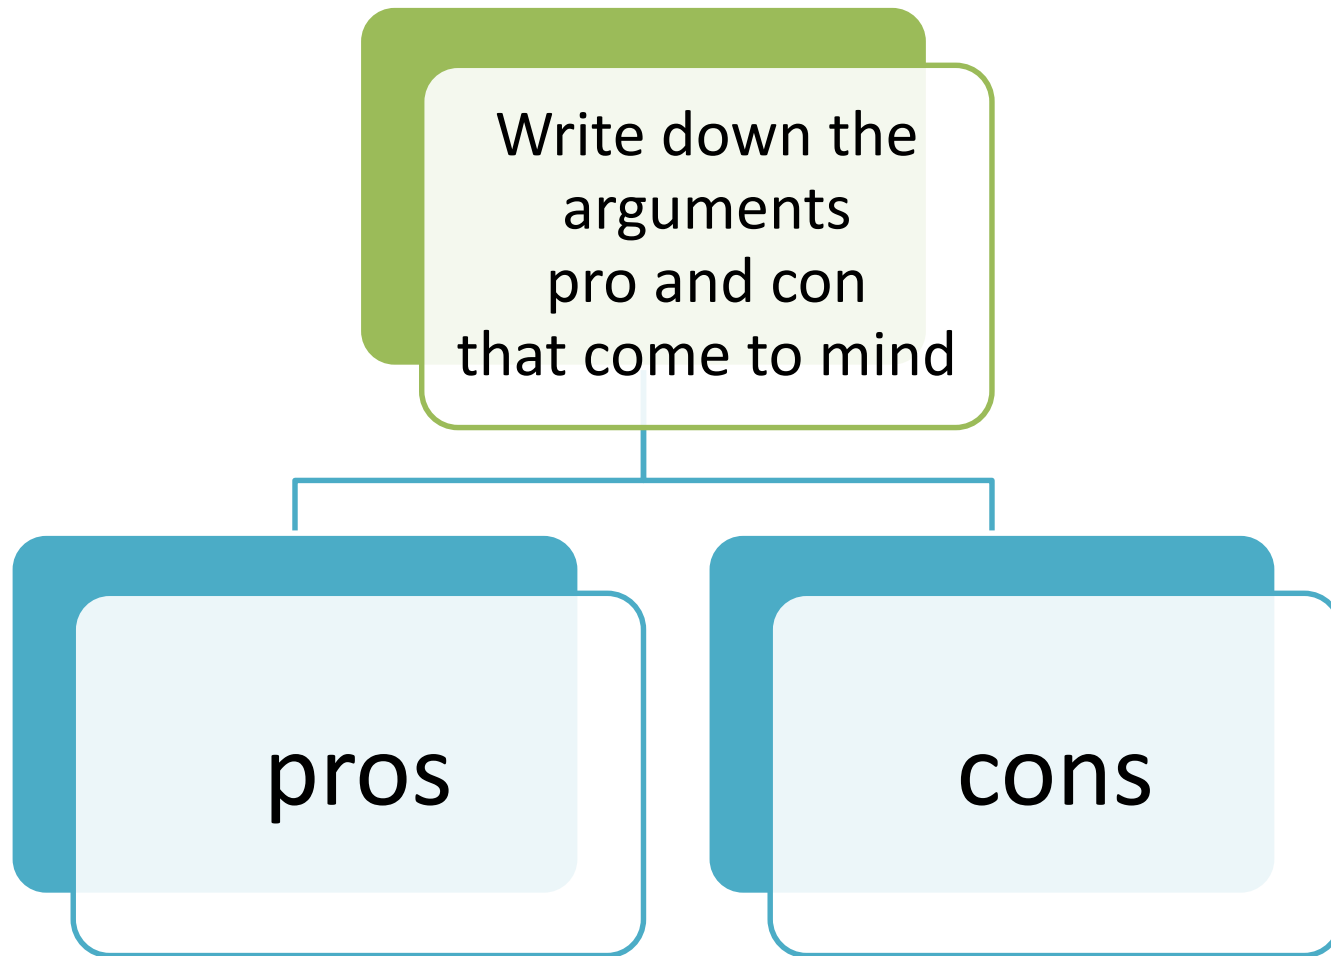 Write down the
arguments
pro and con
that come to mind
pros
cons